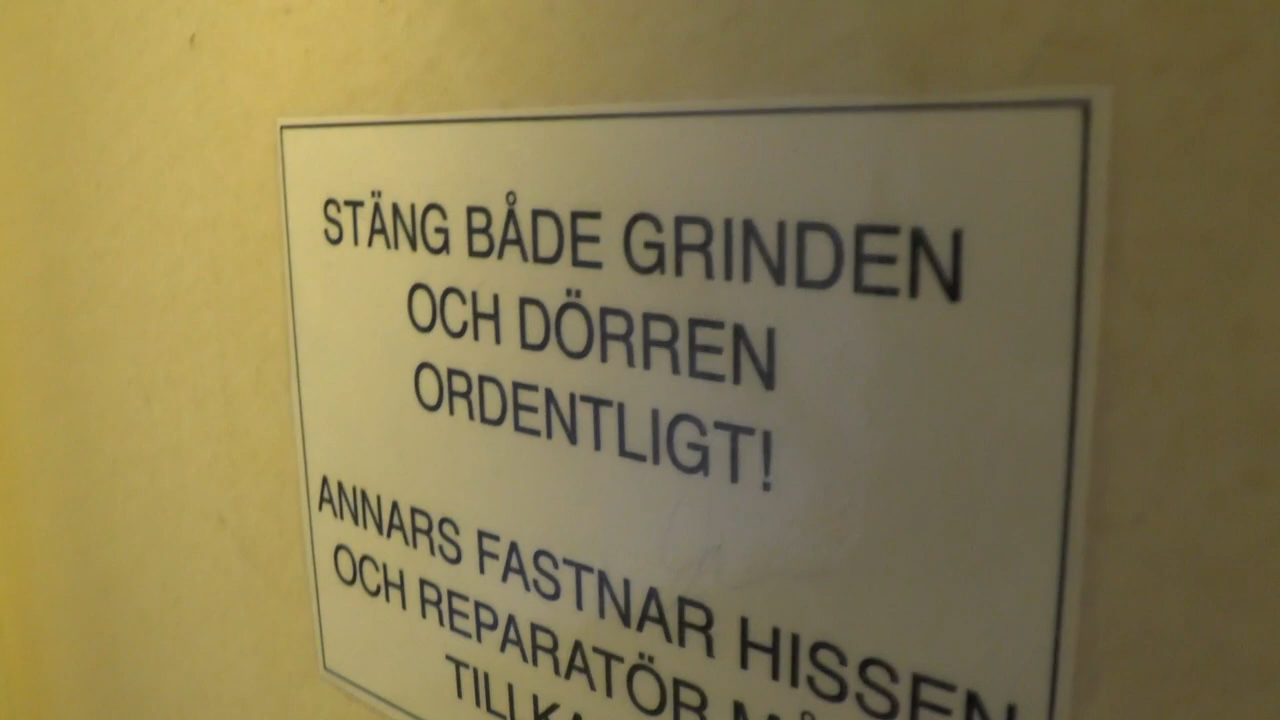 STÄNG BÅDE GRINDEN
OCH DÖRREN
ORDENTLIGT!
ANNARS FASTNAR HISSEN
OCH REPARATÖR